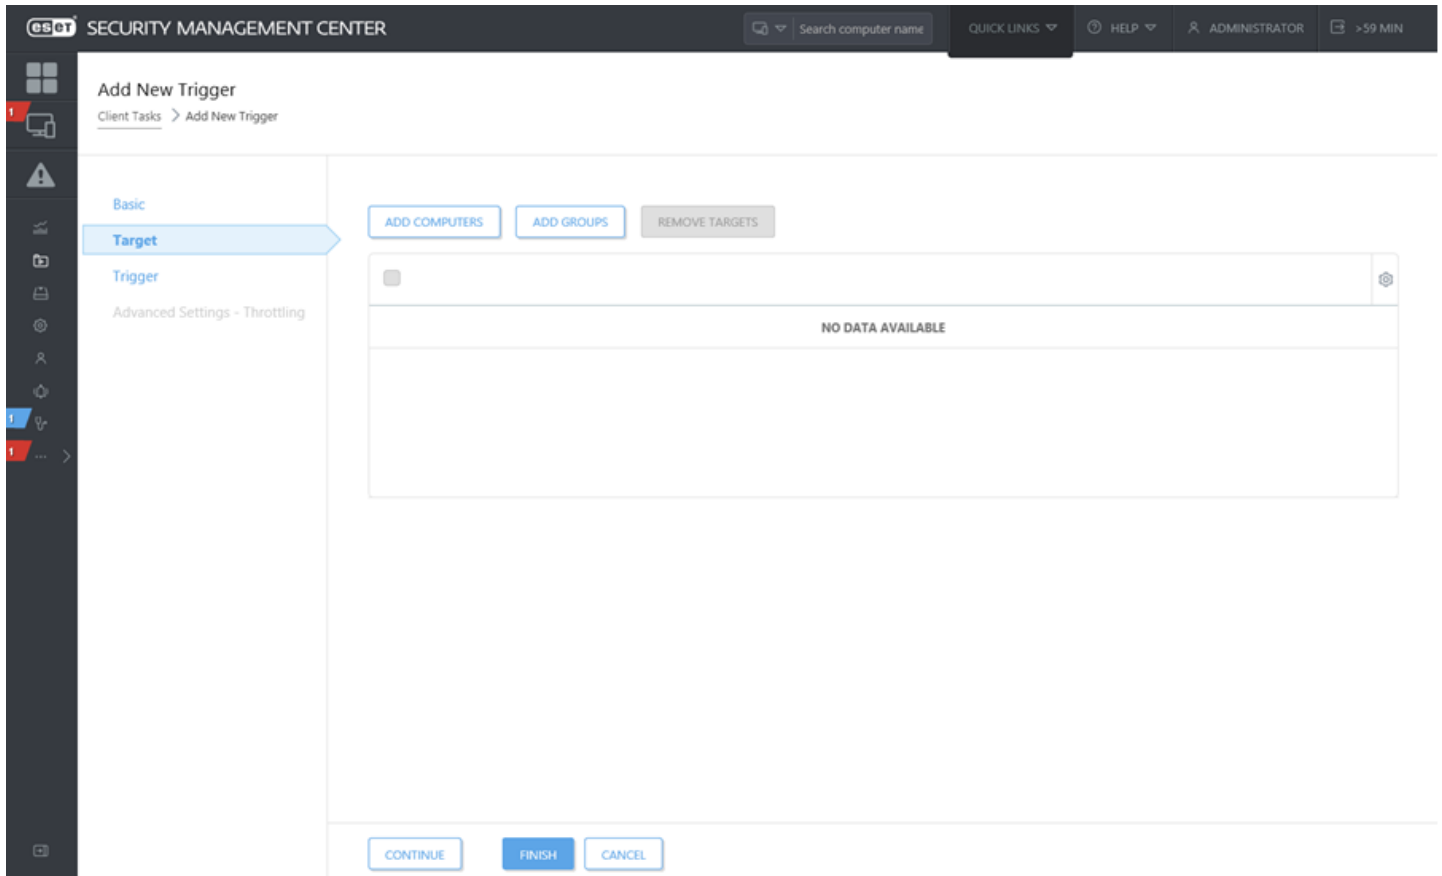 eset SECURITY MANAGEMENT CENTER
Search computer name
QUICK LINKS
HELP
ADMINISTRATOR
>59 MIN
Add New Trigger
Client Tasks > Add New Trigger
1
1
1
...
Basic
Target
Trigger
Advanced Settings - Throttling
ADD COMPUTERS
ADD GROUPS
REMOVE TARGETS
NO DATA AVAILABLE
CONTINUE
FINISH
CANCEL